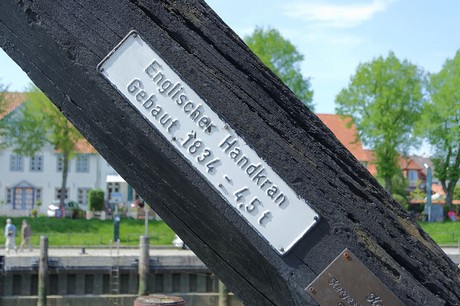 Englischer Handkran
Gebaut.1834 - 4,5 t